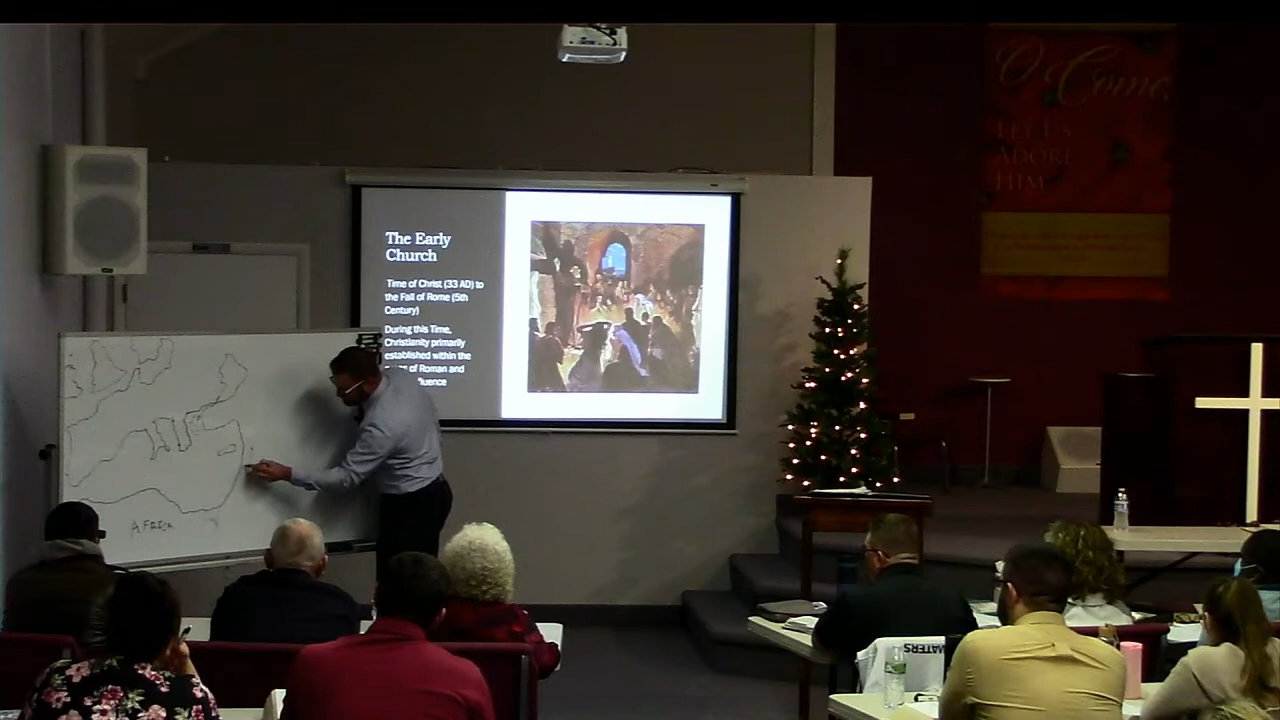 O Come,
LET US
ADORE
HIM
The Early
Church
Time of Christ (33 AD) to
the Fall of Rome (5th
Century)
During this Time,
Christianity primarily
established within the
of Roman and
AFRICA
WATERS